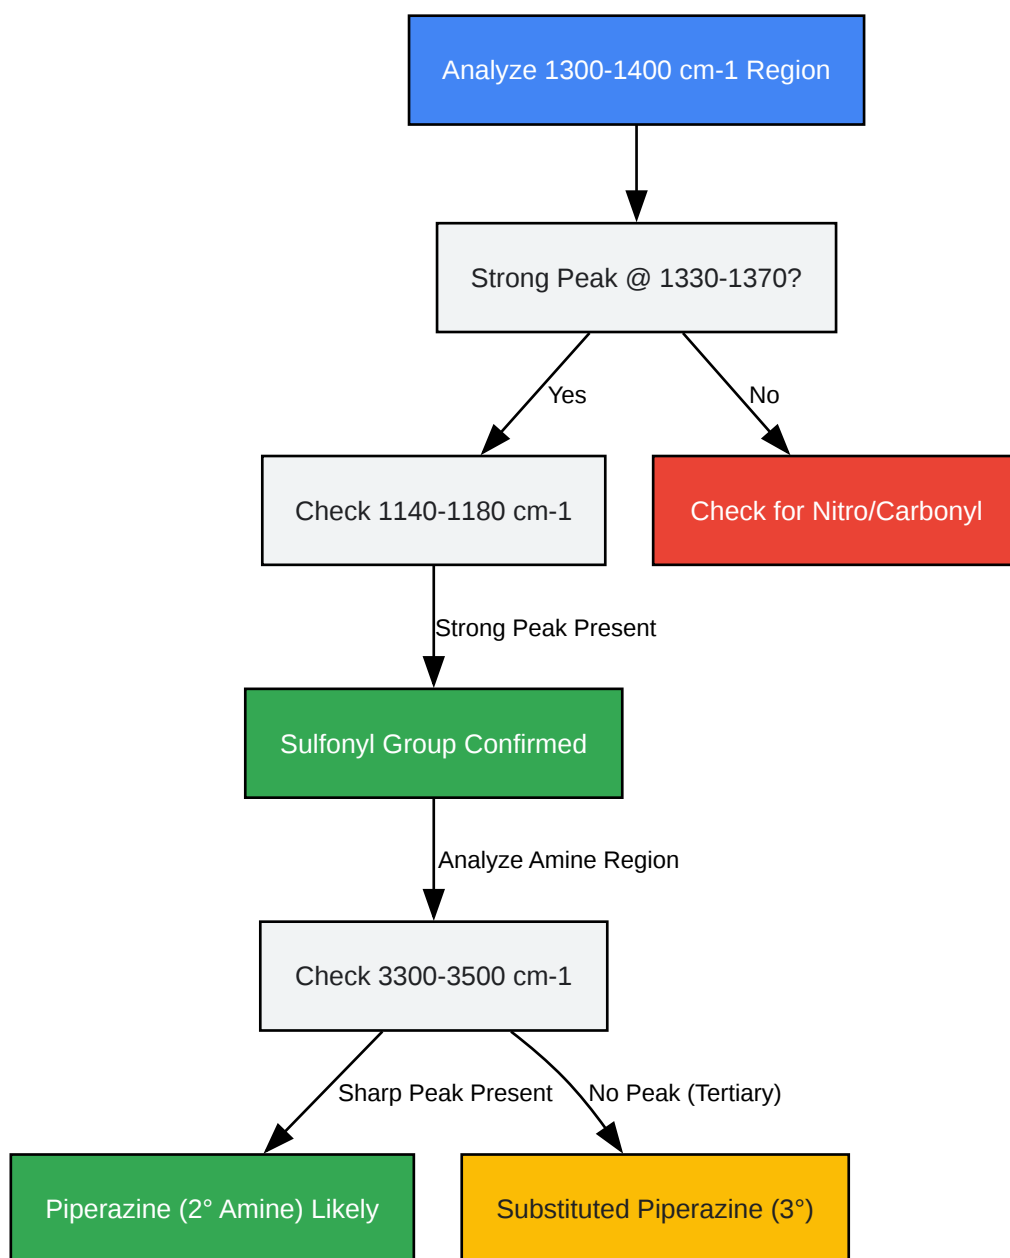 Analyze 1300-1400 cm-1 Region
Strong Peak @ 1330-1370?
Yes
No
Check 1140-1180 cm-1
Check for Nitro/Carbonyl
Strong Peak Present
Sulfonyl Group Confirmed
Analyze Amine Region
Check 3300-3500 cm-1
Sharp Peak Present
No Peak (Tertiary)
Piperazine (2° Amine) Likely
Substituted Piperazine (3°)